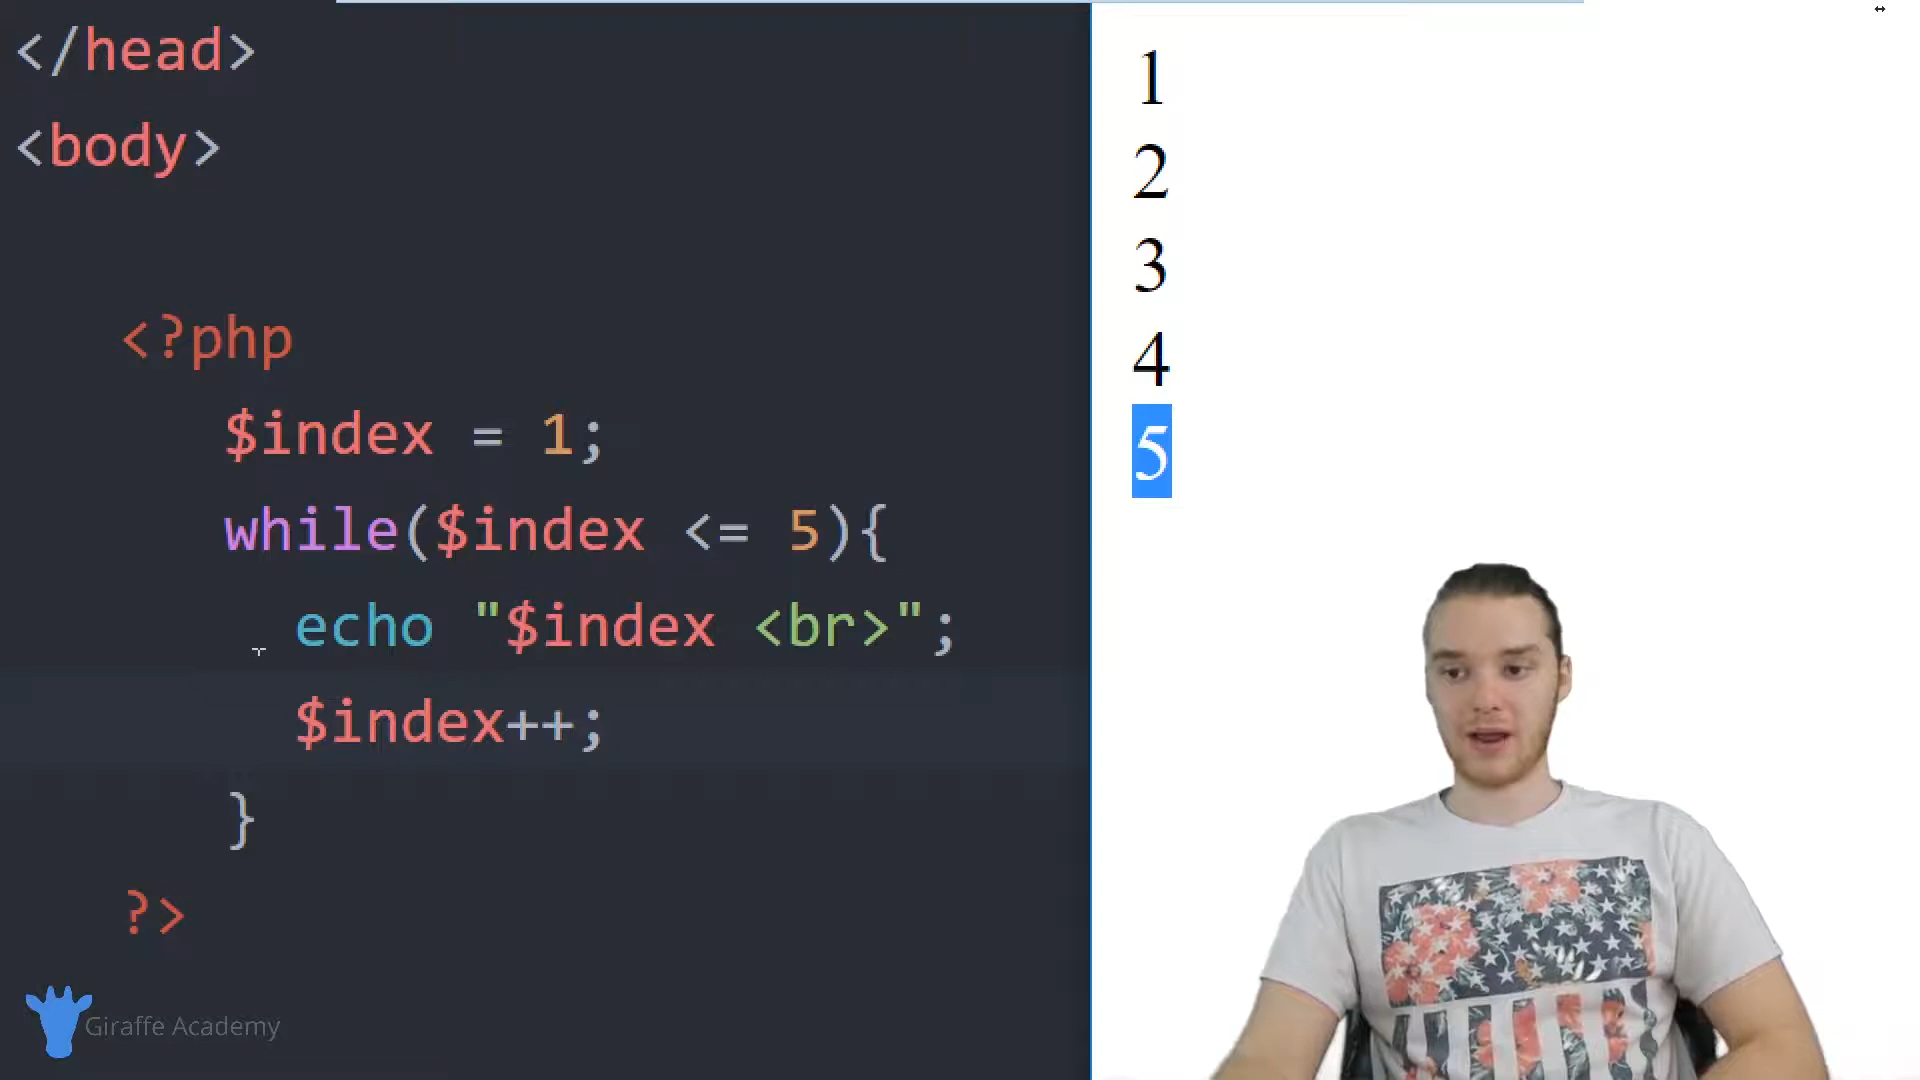 </head>
<body>
<?php
$index = 1;
while($index <= 5){
echo "$index <br>";
$index++;
}
?>
Giraffe Academy
1
2
3
4
5